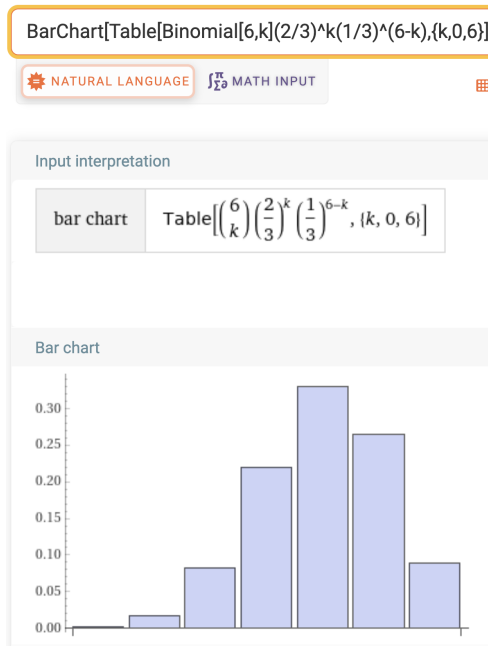 BarChart[Table[Binomial[6,k](2/3)^k(1/3)^(6-k),{k,0,6}]
NATURAL LANGUAGE
∫Σ∂π MATH INPUT
Input interpretation
bar chart
Table[(6 k) (2/3)^k (1/3)^6−k, {k, 0, 6}]
Bar chart
0.30
0.25
0.20
0.15
0.10
0.05
0.00